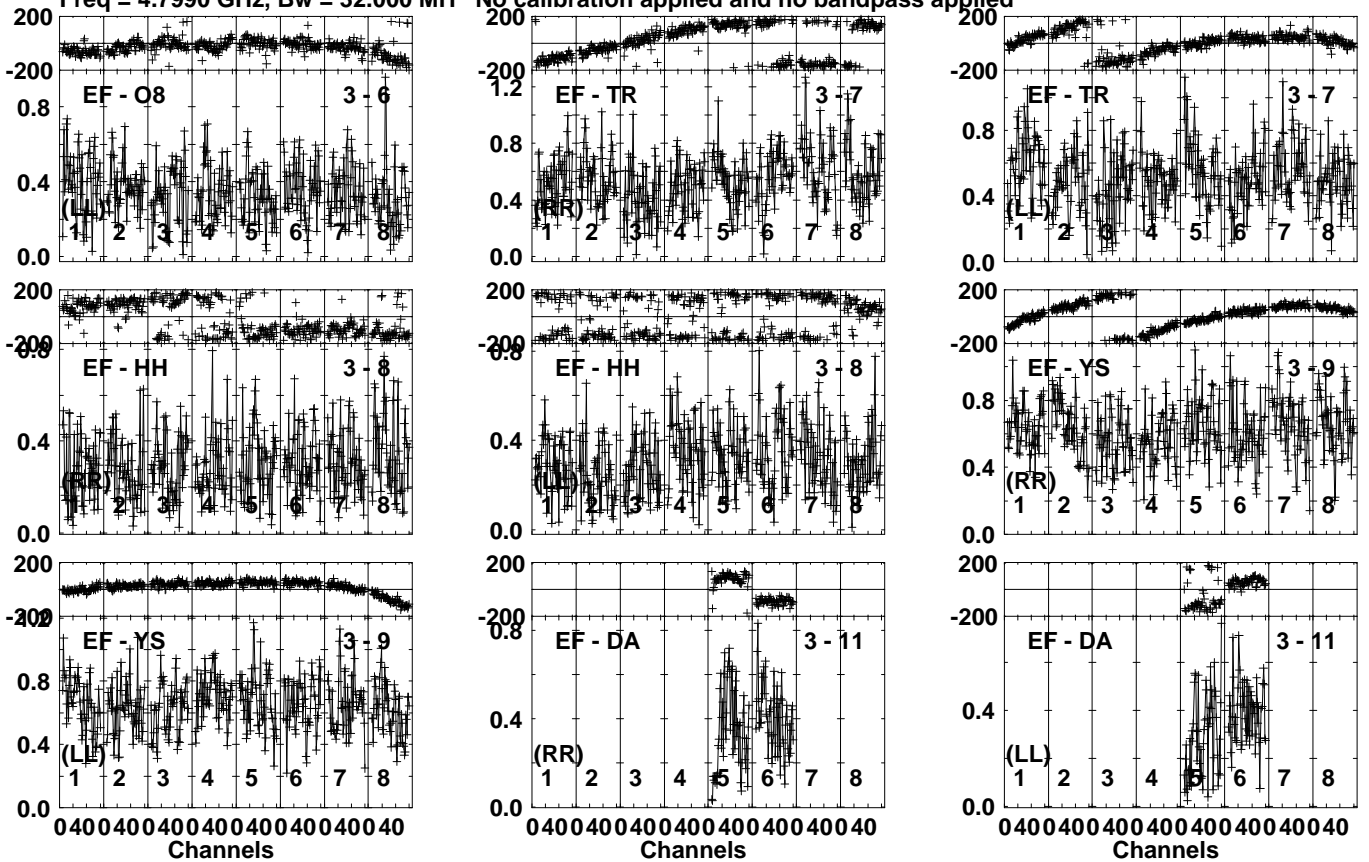 Freq = 4.7990 GHz, Bw = 32.000 MH No calibration applied and no bandpass applied
200 200 200
-200 -200 -200
EF - O8 3 - 6 EF - TR 3 - 7 EF - TR 3 - 7
0.8 1.2 0.8
0.8
0.4 0.4 0.4
(LL) (RR) (LL)
1 2 3 4 5 6 7 8 1 2 3 4 5 6 7 8 1 2 3 4 5 6 7 8
0.0 0.0 0.0
200 200 200
-200 -200 -200
0.8 0.8
EF - HH 3 - 8 EF - HH 3 - 8 EF - YS 3 - 9
0.8
0.4 0.4 0.4
(RR) (LL) (RR)
1 2 3 4 5 6 7 8 1 2 3 4 5 6 7 8 1 2 3 4 5 6 7 8
0.0 0.0 0.0
200 200 200
-200 -200 -200
1.2 0.8
EF - YS 3 - 9 EF - DA 3 - 11 EF - DA 3 - 11
0.8
0.4 0.4 0.4
(LL) (RR) (LL)
1 2 3 4 5 6 7 8 1 2 3 4 5 6 7 8 1 2 3 4 5 6 7 8
0.0 0.0 0.0
0 40 0 40 0 40 0 40 0 40 0 40 0 40 0 40 0 40 0 40 0 40 0 40 0 40 0 40 0 40 0 40 0 40 0 40 0 40 0 40 0 40 0 40 0 40 0 40
Channels Channels Channels